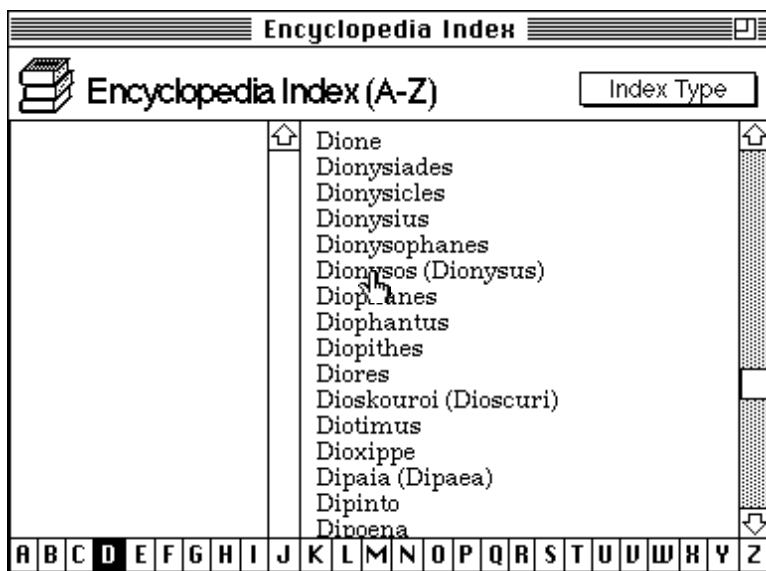 Encyclopedia Index
Encyclopedia Index (A-Z)
Index Type
Dione
Dionysiades
Dionysicles
Dionysius
Dionysophanes
Dionysos (Dionysus)
Diophanes
Diophantus
Diopithes
Diores
Dioskouroi (Dioscuri)
Diotimus
Dioxippe
Dipaia (Dipaea)
Dipinto
Dipoena
A B C D E F G H I J K L M N O P Q R S T U V W X Y Z